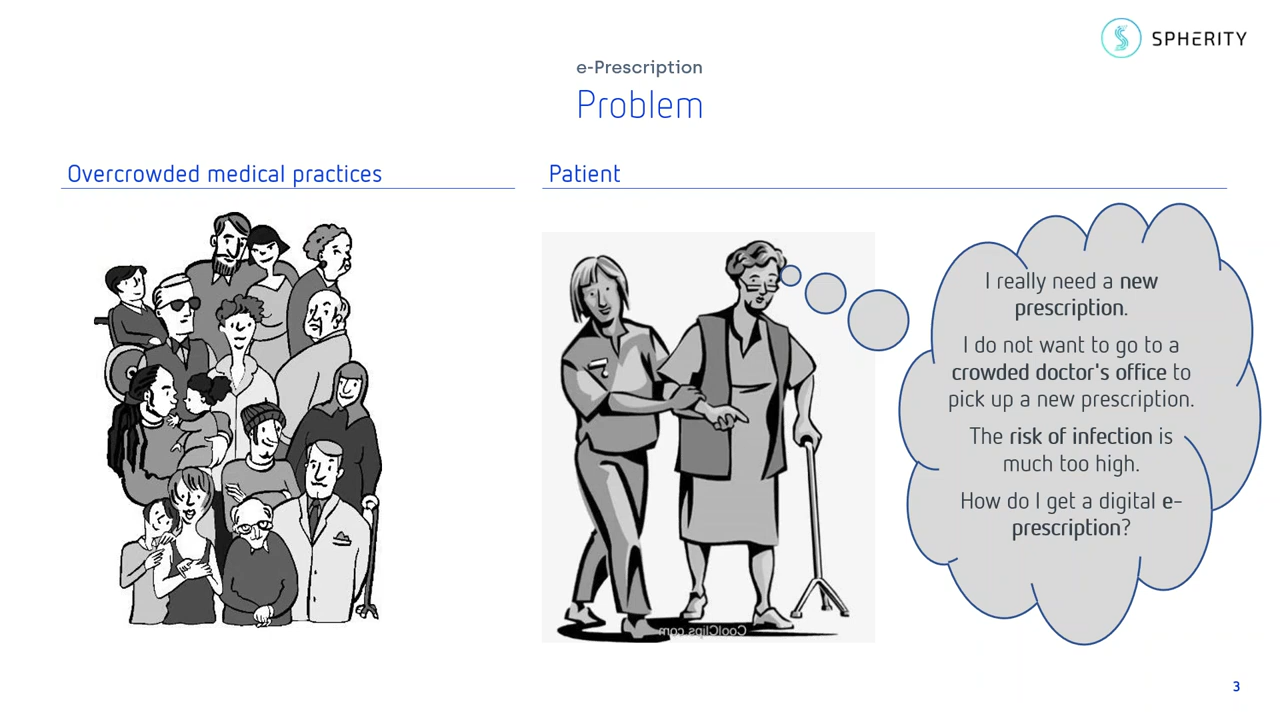 SPHERITY
e-Prescription
Problem
Overcrowded medical practices
Patient
I really need a new
prescription.
I do not want to go to a
crowded doctor's office to
pick up a new prescription.
The risk of infection is
much too high.
How do I get a digital e-
prescription?
CoolClips.com
3